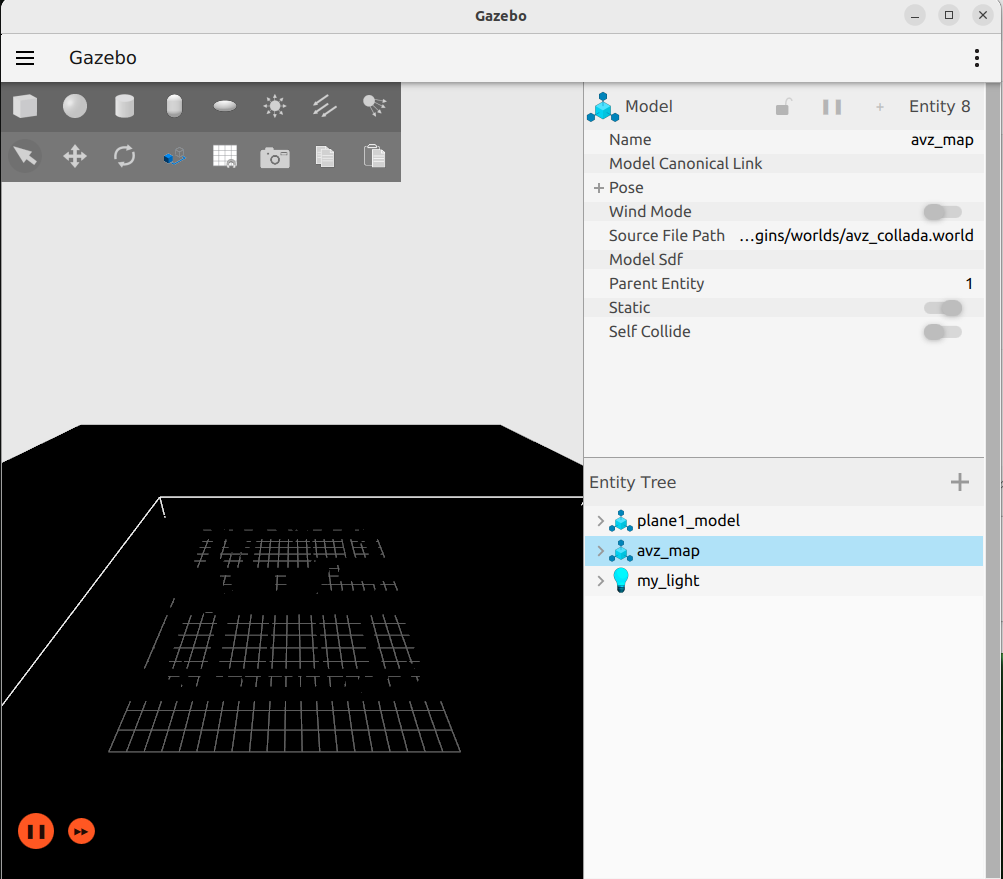 Gazebo
Gazebo
Model Entity 8
Name avz_map
Model Canonical Link
Pose
Wind Mode
Source File Path ...gins/worlds/avz_collada.world
Model Sdf
Parent Entity 1
Static
Self Collide
Entity Tree
plane1_model
avz_map
my_light